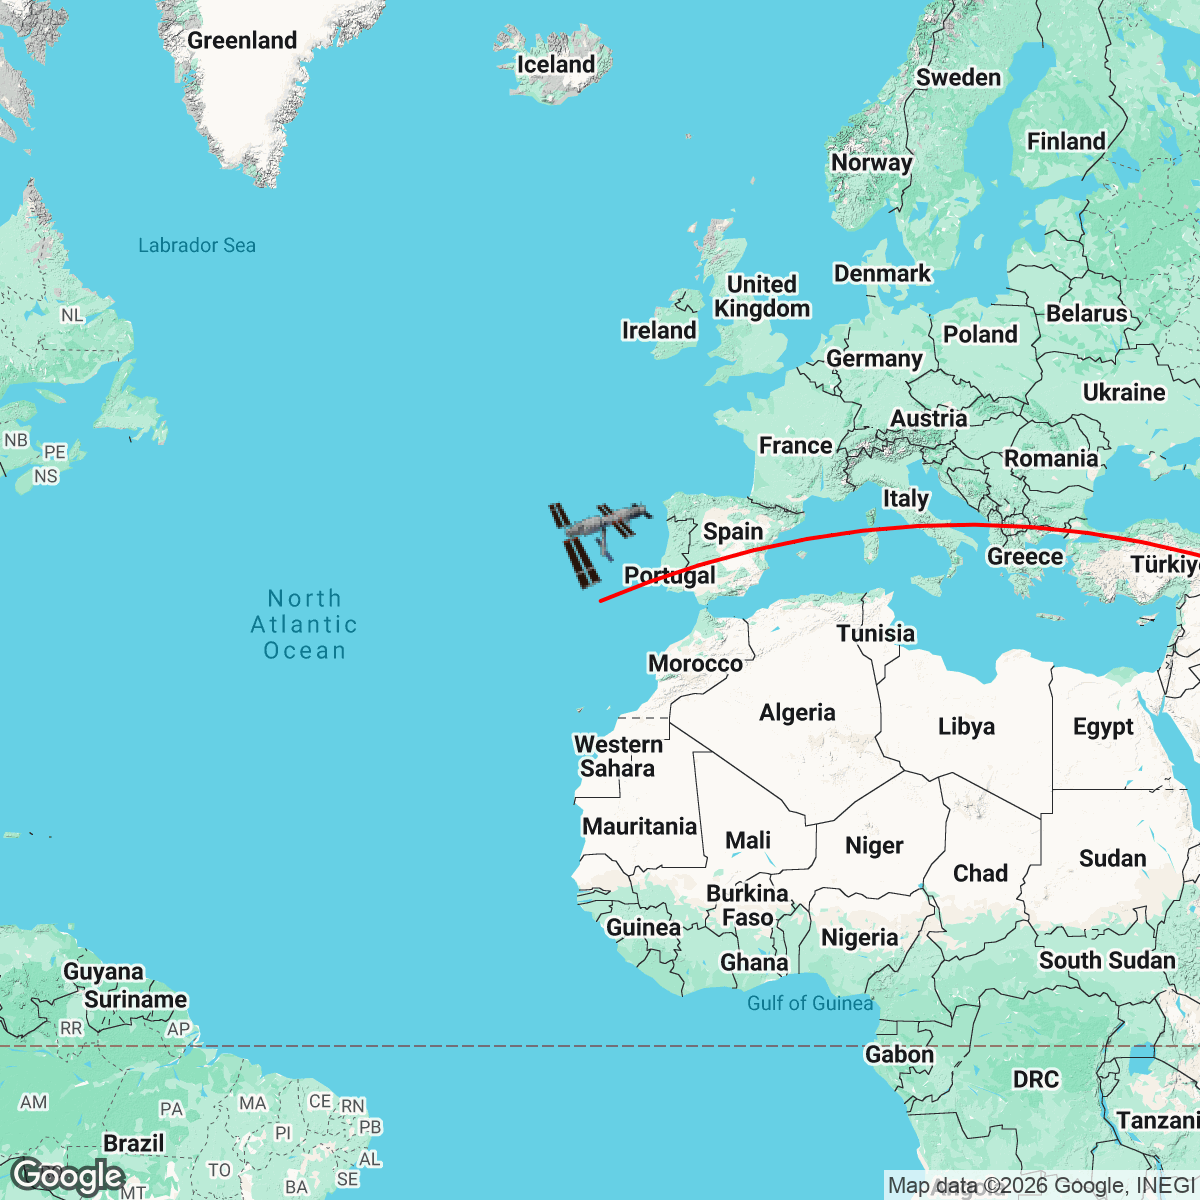 Greenland
Iceland
Sweden
Finland
Norway
Labrador Sea
Denmark
United
Kingdom
NL
Ireland
Belarus
Poland
Germany
Ukraine
Austria
NB
PE
NS
France
Romania
Italy
Spain
Greece
Türkiye
Portugal
North
Atlantic
Ocean
Tunisia
Morocco
Algeria
Libya
Egypt
Western
Sahara
Mauritania
Mali
Niger
Chad
Sudan
Burkina
Faso
Guinea
Nigeria
Ghana
South Sudan
Guyana
Suriname
Gulf of Guinea
RR
AP
Gabon
DRC
AM
PA
MA
CE
RN
PB
PI
Tanzani
Brazil
AL
TO
SE
BA
MT
Google
Angola
Map data ©2026 Google, INEGI